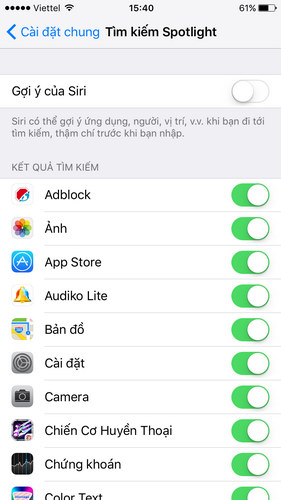 Viettel 15:40 61%
Cài đặt chung Tìm kiếm Spotlight
Gợi ý của Siri
Siri có thể gợi ý ứng dụng, người, vị trí, v.v. khi bạn đi tới
tìm kiếm, thậm chí trước khi bạn nhập.
KẾT QUẢ TÌM KIẾM
Adblock
Ảnh
App Store
Audiko Lite
Bản đồ
Cài đặt
Camera
Chiến Cơ Huyền Thoại
Chứng khoán
Color Text